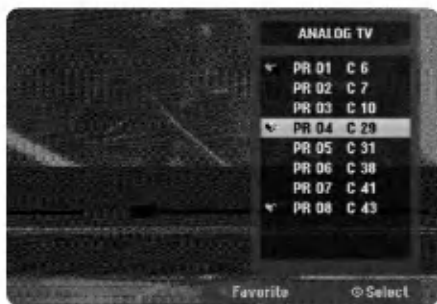 ANALOG TV
PR 01 C 6
PR 02 C 7
PR 03 C 10
PR 04 C 29
PR 05 C 31
PR 06 C 38
PR 07 C 41
PR 08 C 43
Favorite Select